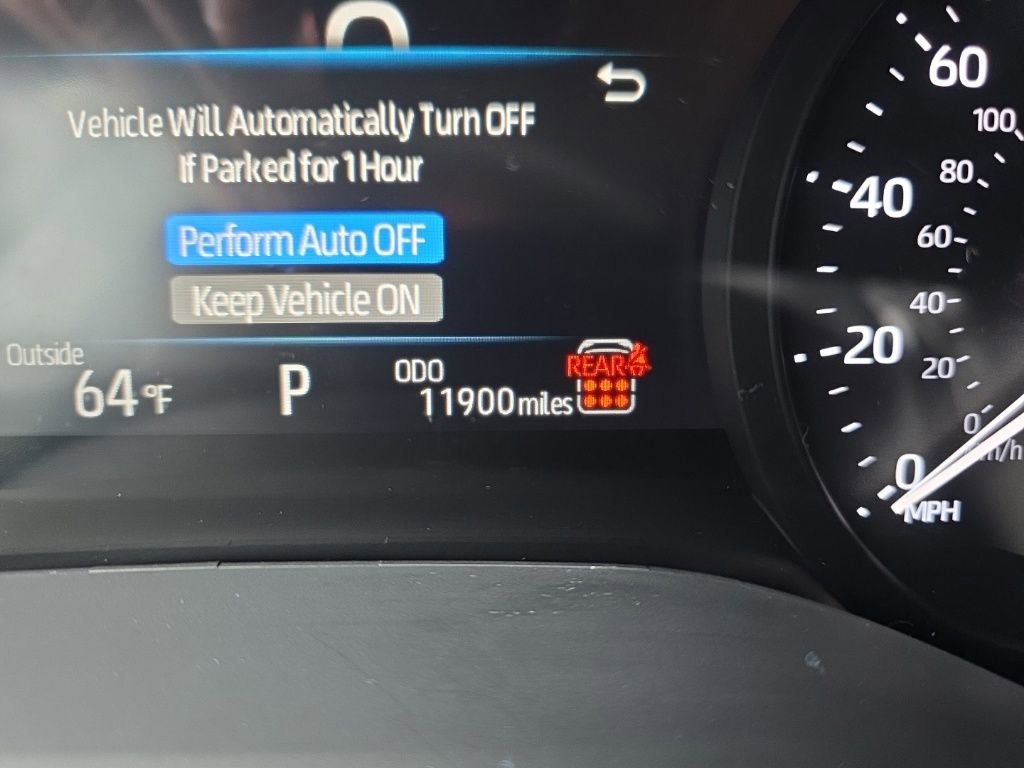 Vehicle Will Automatically Turn OFF
If Parked for 1 Hour
Perform Auto OFF
Keep Vehicle ON
Outside
64 °F
P
ODO
11900 miles
REAR
60
100
80
40
60
40
20
20
0
0
MPH